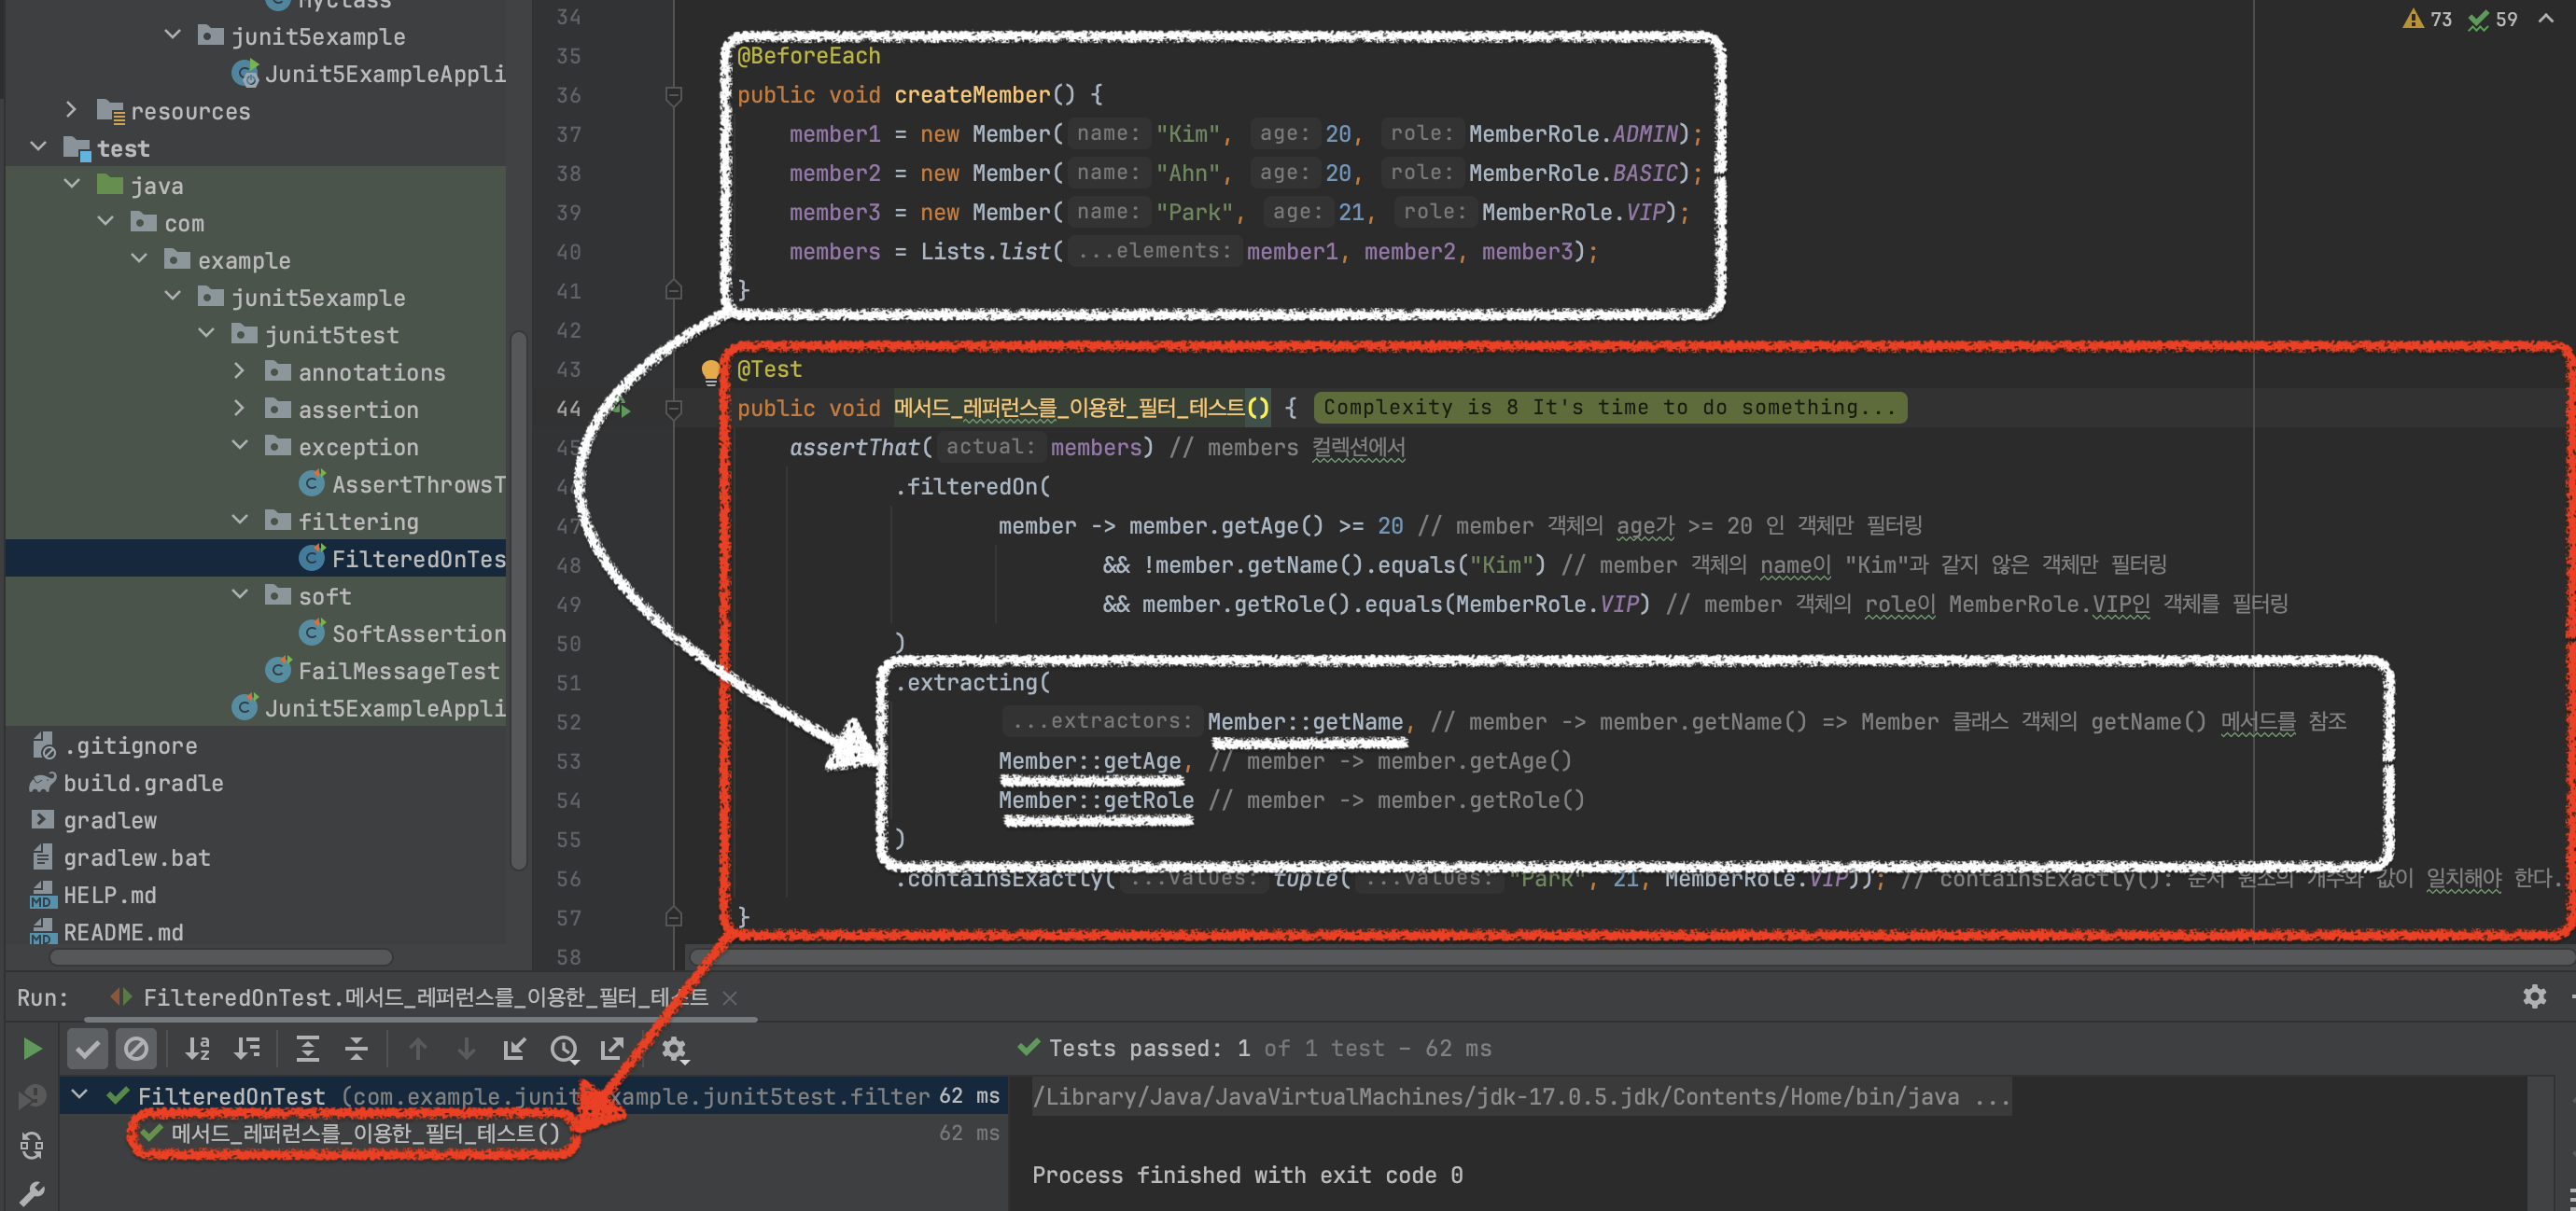 MyClass
junit5example
Junit5ExampleAppli
resources
test
java
com
example
junit5example
junit5test
annotations
assertion
exception
AssertThrowsT
filtering
FilteredOnTes
soft
SoftAssertion
FailMessageTest
Junit5ExampleAppli
.gitignore
build.gradle
gradlew
gradlew.bat
HELP.md
README.md
73 59
34
35 @BeforeEach
36 public void createMember() {
37 member1 = new Member( name: "Kim", age: 20, role: MemberRole.ADMIN);
38 member2 = new Member( name: "Ahn", age: 20, role: MemberRole.BASIC);
39 member3 = new Member( name: "Park", age: 21, role: MemberRole.VIP);
40 members = Lists.list( ...elements: member1, member2, member3);
41 }
42
43 @Test
44 public void 메서드_레퍼런스를_이용한_필터_테스트() { Complexity is 8 It's time to do something...
45 assertThat( actual: members) // members 컬렉션에서
46 .filteredOn(
47 member -> member.getAge() >= 20 // member 객체의 age가 >= 20 인 객체만 필터링
48 && !member.getName().equals("Kim") // member 객체의 name이 "Kim"과 같지 않은 객체만 필터링
49 && member.getRole().equals(MemberRole.VIP) // member 객체의 role이 MemberRole.VIP인 객체를 필터링
50 )
51 .extracting(
52 ...extractors: Member::getName, // member -> member.getName() => Member 클래스 객체의 getName() 메서드를 참조
53 Member::getAge, // member -> member.getAge()
54 Member::getRole // member -> member.getRole()
55 )
56 .containsExactly( ...values: tuple( ...values: "Park", 21, MemberRole.VIP)); // containsExactly(): 순서 원소의 개수와 값이 일치해야 한다.
57 }
58
Run: FilteredOnTest.메서드_레퍼런스를_이용한_필터_테스트
Tests passed: 1 of 1 test – 62 ms
FilteredOnTest (com.example.junit5example.junit5test.filter 62 ms
메서드_레퍼런스를_이용한_필터_테스트() 62 ms
/Library/Java/JavaVirtualMachines/jdk-17.0.5.jdk/Contents/Home/bin/java ...
Process finished with exit code 0